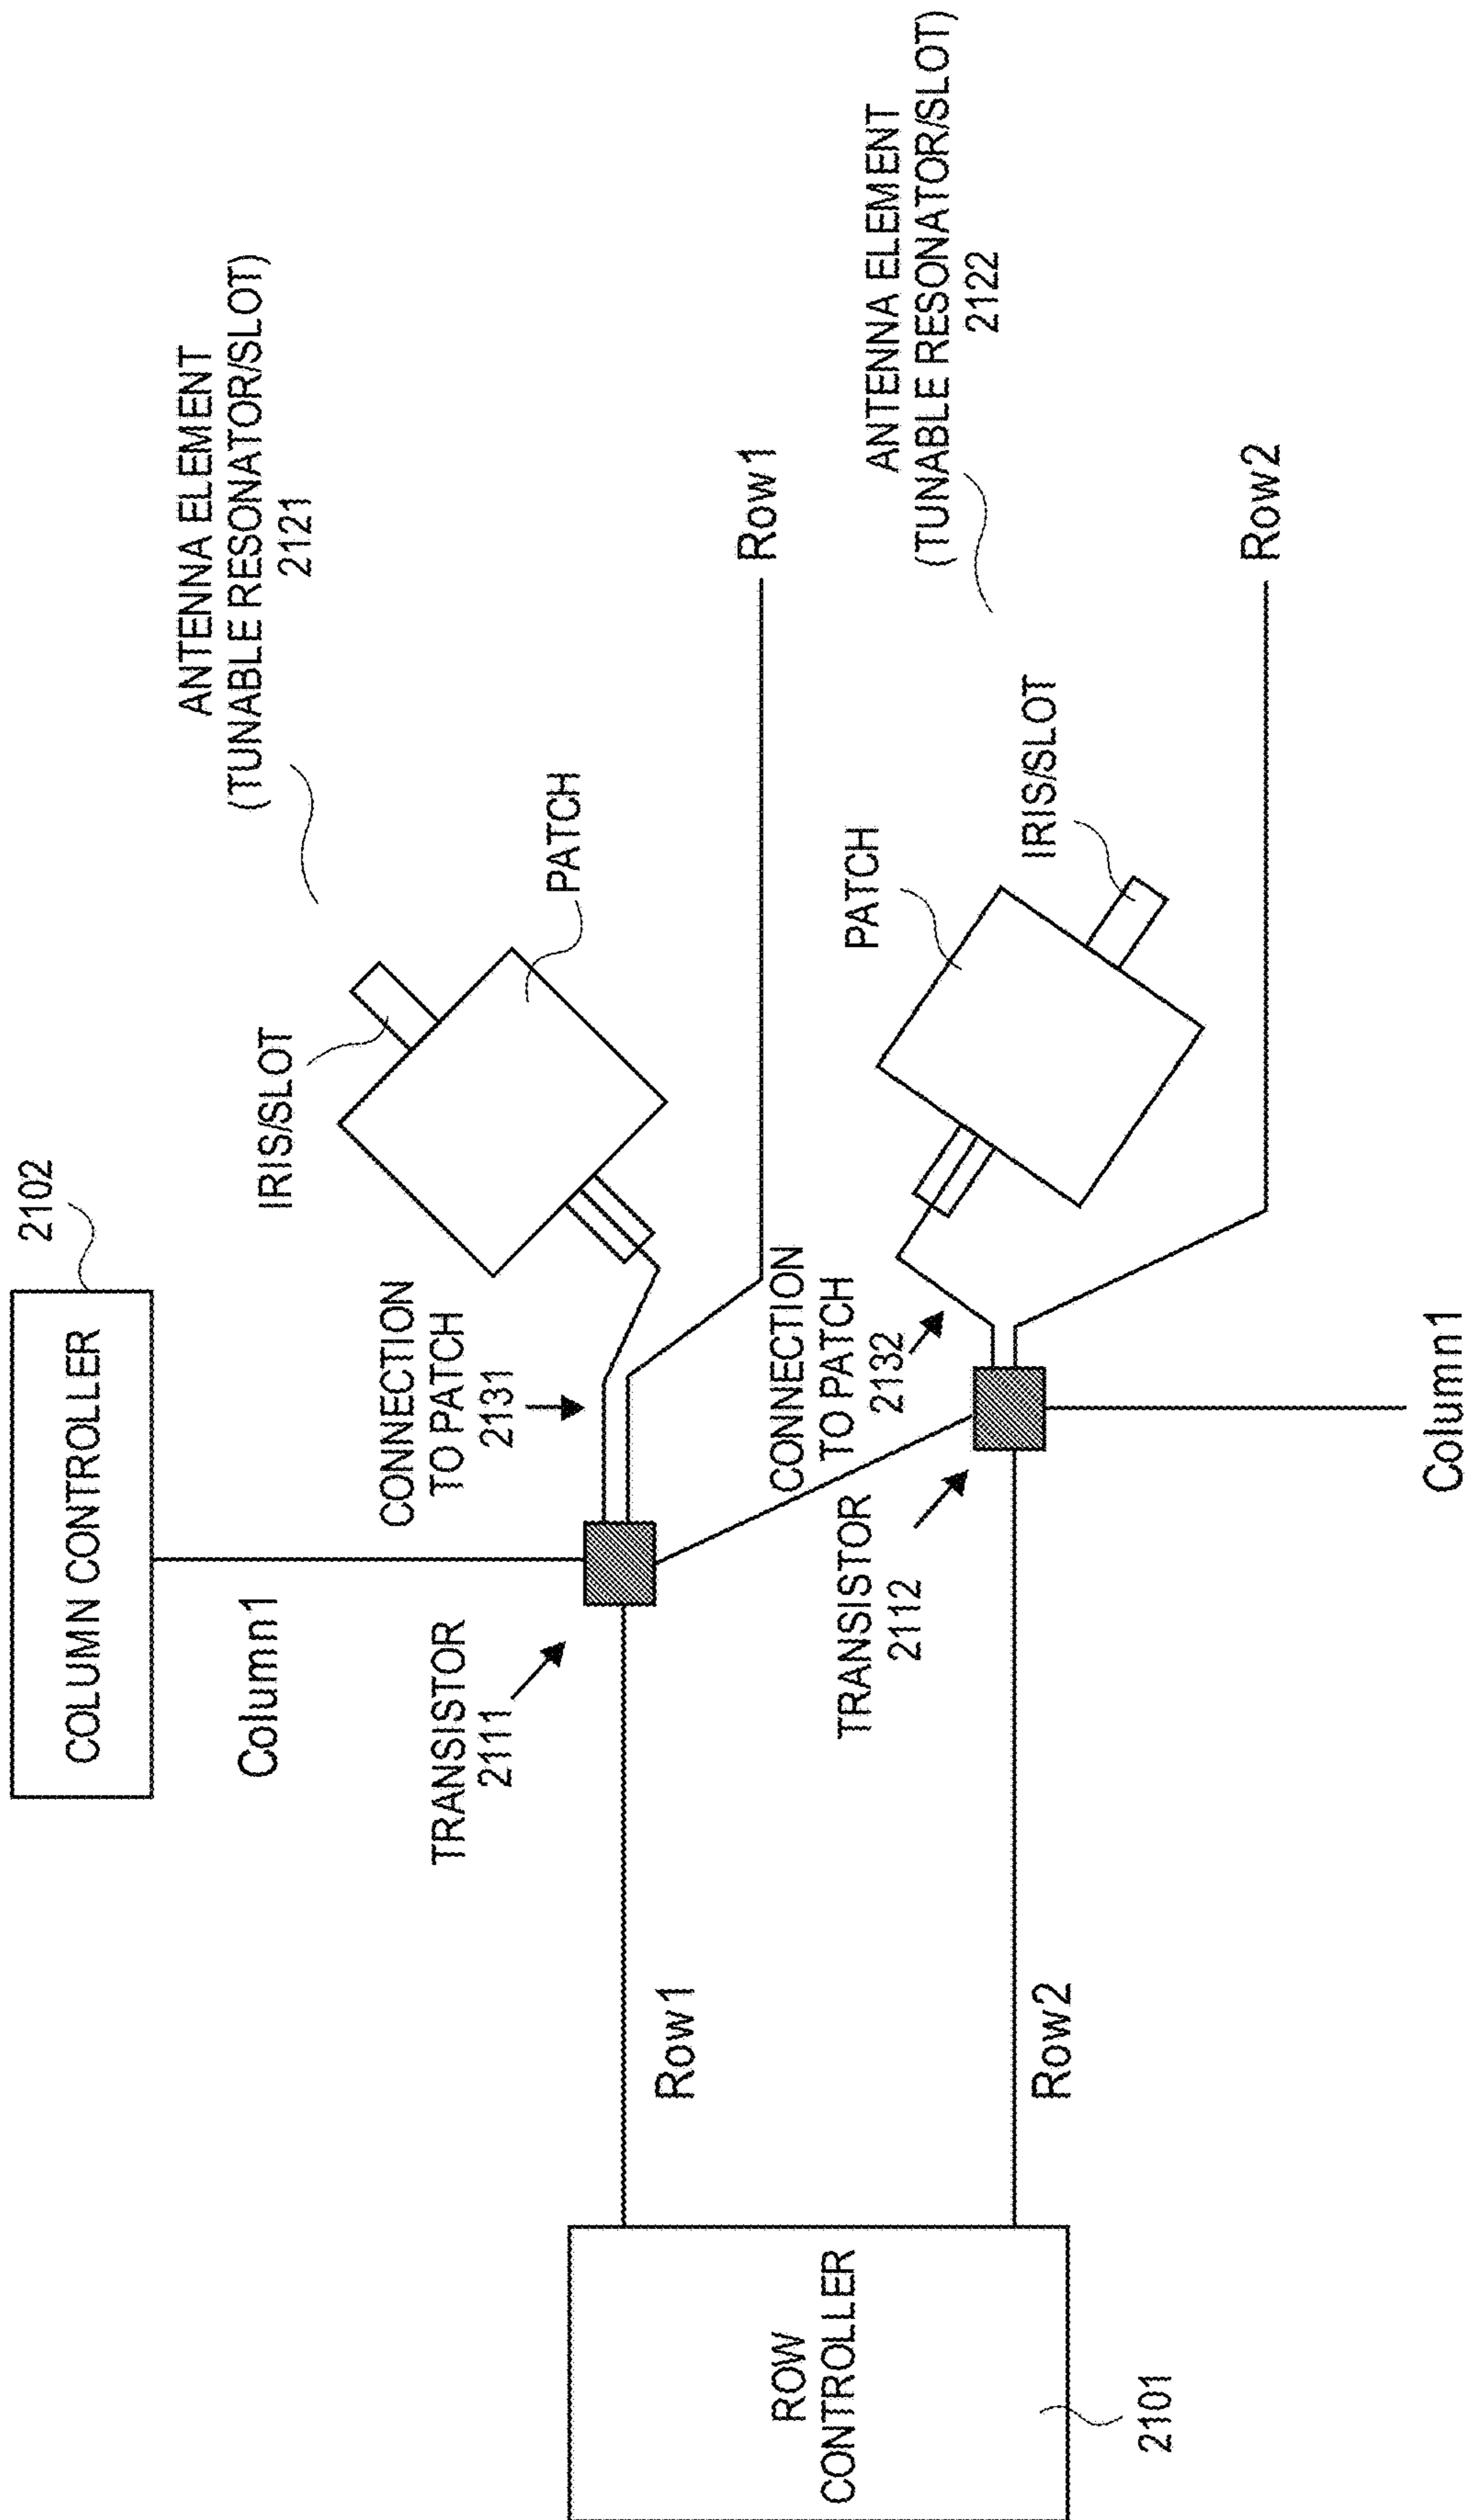 COLUMN CONTROLLER
2102
Column1
ANTENNA ELEMENT
(TUNABLE RESONATOR/SLOT)
2121
IRIS/SLOT
PATCH
CONNECTION
TO PATCH
2131
TRANSISTOR
2111
Row1
Row1
ANTENNA ELEMENT
(TUNABLE RESONATOR/SLOT)
2122
PATCH
IRIS/SLOT
CONNECTION
TO PATCH
2132
TRANSISTOR
2112
Row2
Row2
ROW
CONTROLLER
2101
Column1